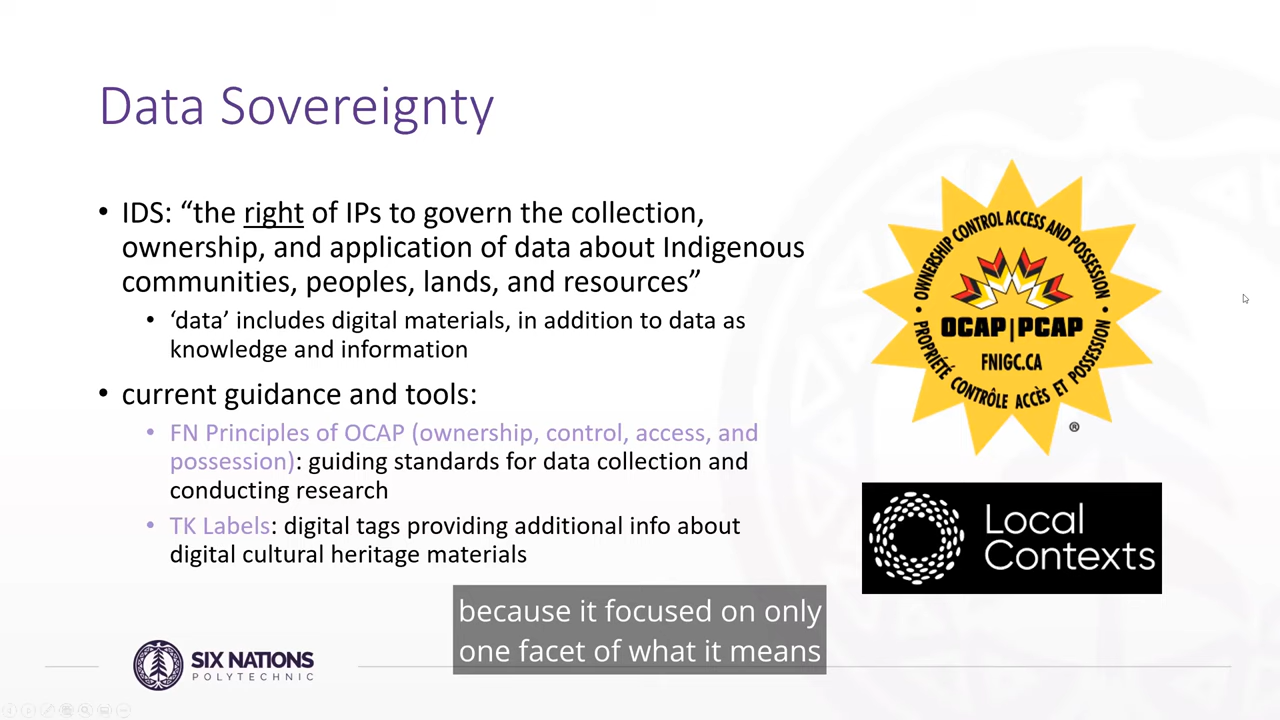 Data Sovereignty
• IDS: “the right of IPs to govern the collection,
ownership, and application of data about Indigenous
communities, peoples, lands, and resources”
• ‘data’ includes digital materials, in addition to data as
knowledge and information
• current guidance and tools:
• FN Principles of OCAP (ownership, control, access, and
possession): guiding standards for data collection and
conducting research
• TK Labels: digital tags providing additional info about
digital cultural heritage materials
• OWNERSHIP CONTROL ACCESS AND POSSESSION •
OCAP|PCAP
FNIGC.CA
PROPRIÉTÉ CONTRÔLE ACCÈS ET POSSESSION
®
Local
Contexts
because it focused on only
one facet of what it means
SIX NATIONS
POLYTECHNIC